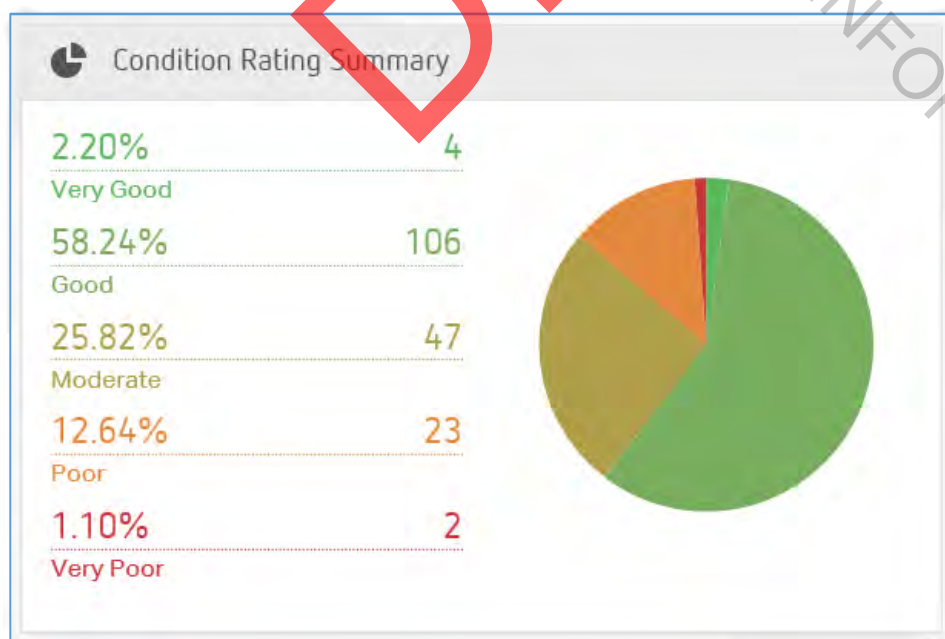 Condition Rating Summary
2.20% 4
Very Good
58.24% 106
Good
25.82% 47
Moderate
12.64% 23
Poor
1.10% 2
Very Poor